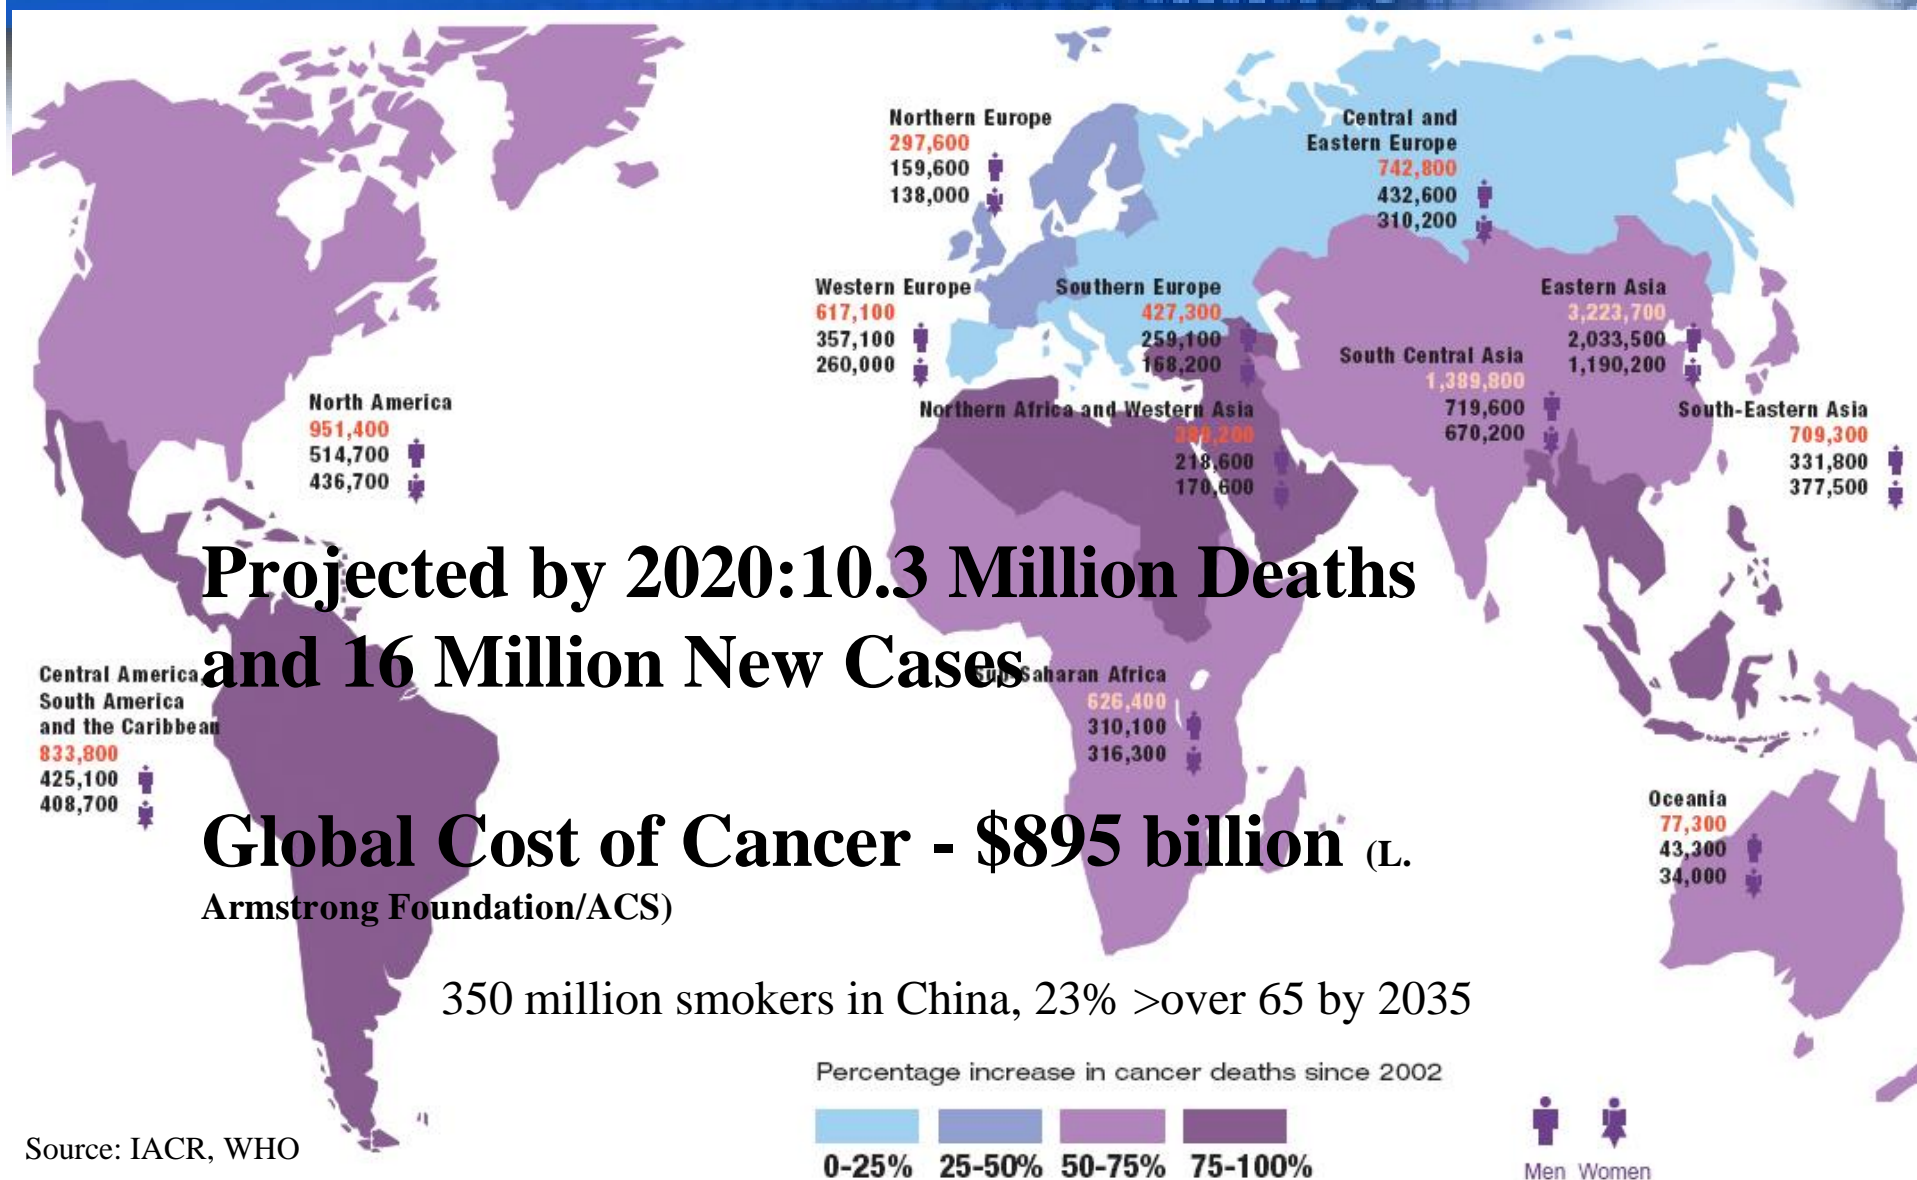 Northern Europe
297,600
159,600
138,000
Central and
Eastern Europe
742,800
432,600
310,200
Western Europe
617,100
357,100
260,000
Southern Europe
427,300
259,100
168,200
Eastern Asia
3,223,700
2,033,500
1,190,200
South Central Asia
1,389,800
719,600
670,200
North America
951,400
514,700
436,700
Northern Africa and Western Asia
389,200
218,600
170,600
South-Eastern Asia
709,300
331,800
377,500
Projected by 2020:10.3 Million Deaths
and 16 Million New Cases
Central America,
South America
and the Caribbean
833,800
425,100
408,700
Sub-Saharan Africa
626,400
310,100
316,300
Oceania
77,300
43,300
34,000
Global Cost of Cancer - $895 billion (L.
Armstrong Foundation/ACS)
350 million smokers in China, 23% >over 65 by 2035
Percentage increase in cancer deaths since 2002
0-25% 25-50% 50-75% 75-100%
Men Women
Source: IACR, WHO